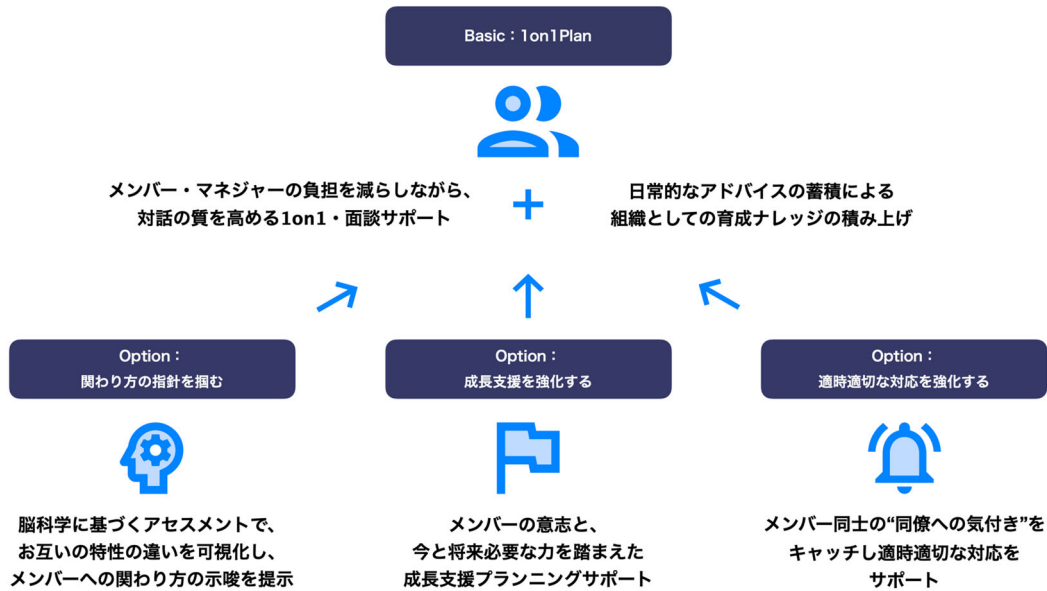 Basic：1on1Plan
メンバー・マネジャーの負担を減らしながら、
対話の質を高める1on1・面談サポート
+
日常的なアドバイスの蓄積による
組織としての育成ナレッジの積み上げ
Option：
関わり方の指針を掴む
脳科学に基づくアセスメントで、
お互いの特性の違いを可視化し、
メンバーへの関わり方の示唆を提示
Option：
成長支援を強化する
メンバーの意志と、
今と将来必要な力を踏まえた
成長支援プランニングサポート
Option：
適時適切な対応を強化する
メンバー同士の“同僚への気付き”を
キャッチし適時適切な対応を
サポート